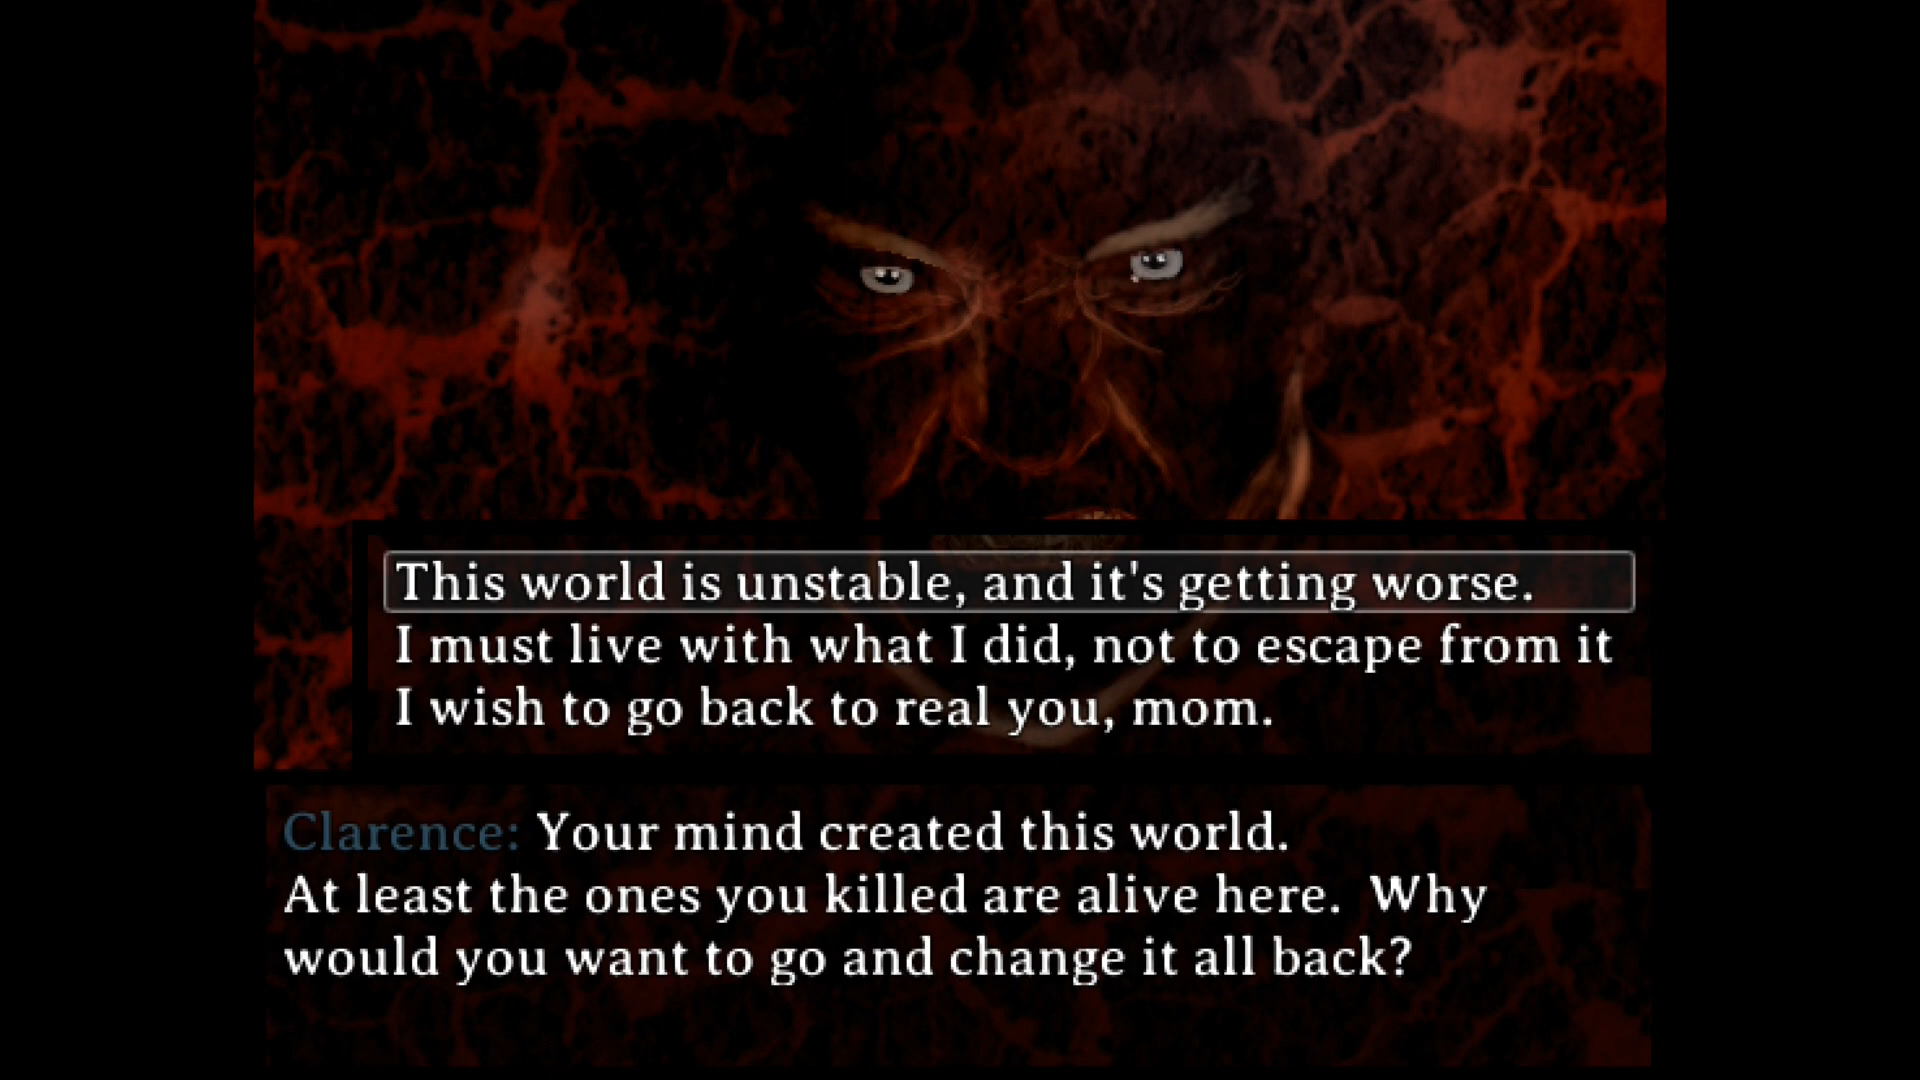 This world is unstable, and it's getting worse.
I must live with what I did, not to escape from it
I wish to go back to real you, mom.
Clarence: Your mind created this world.
At least the ones you killed are alive here. Why
would you want to go and change it all back?